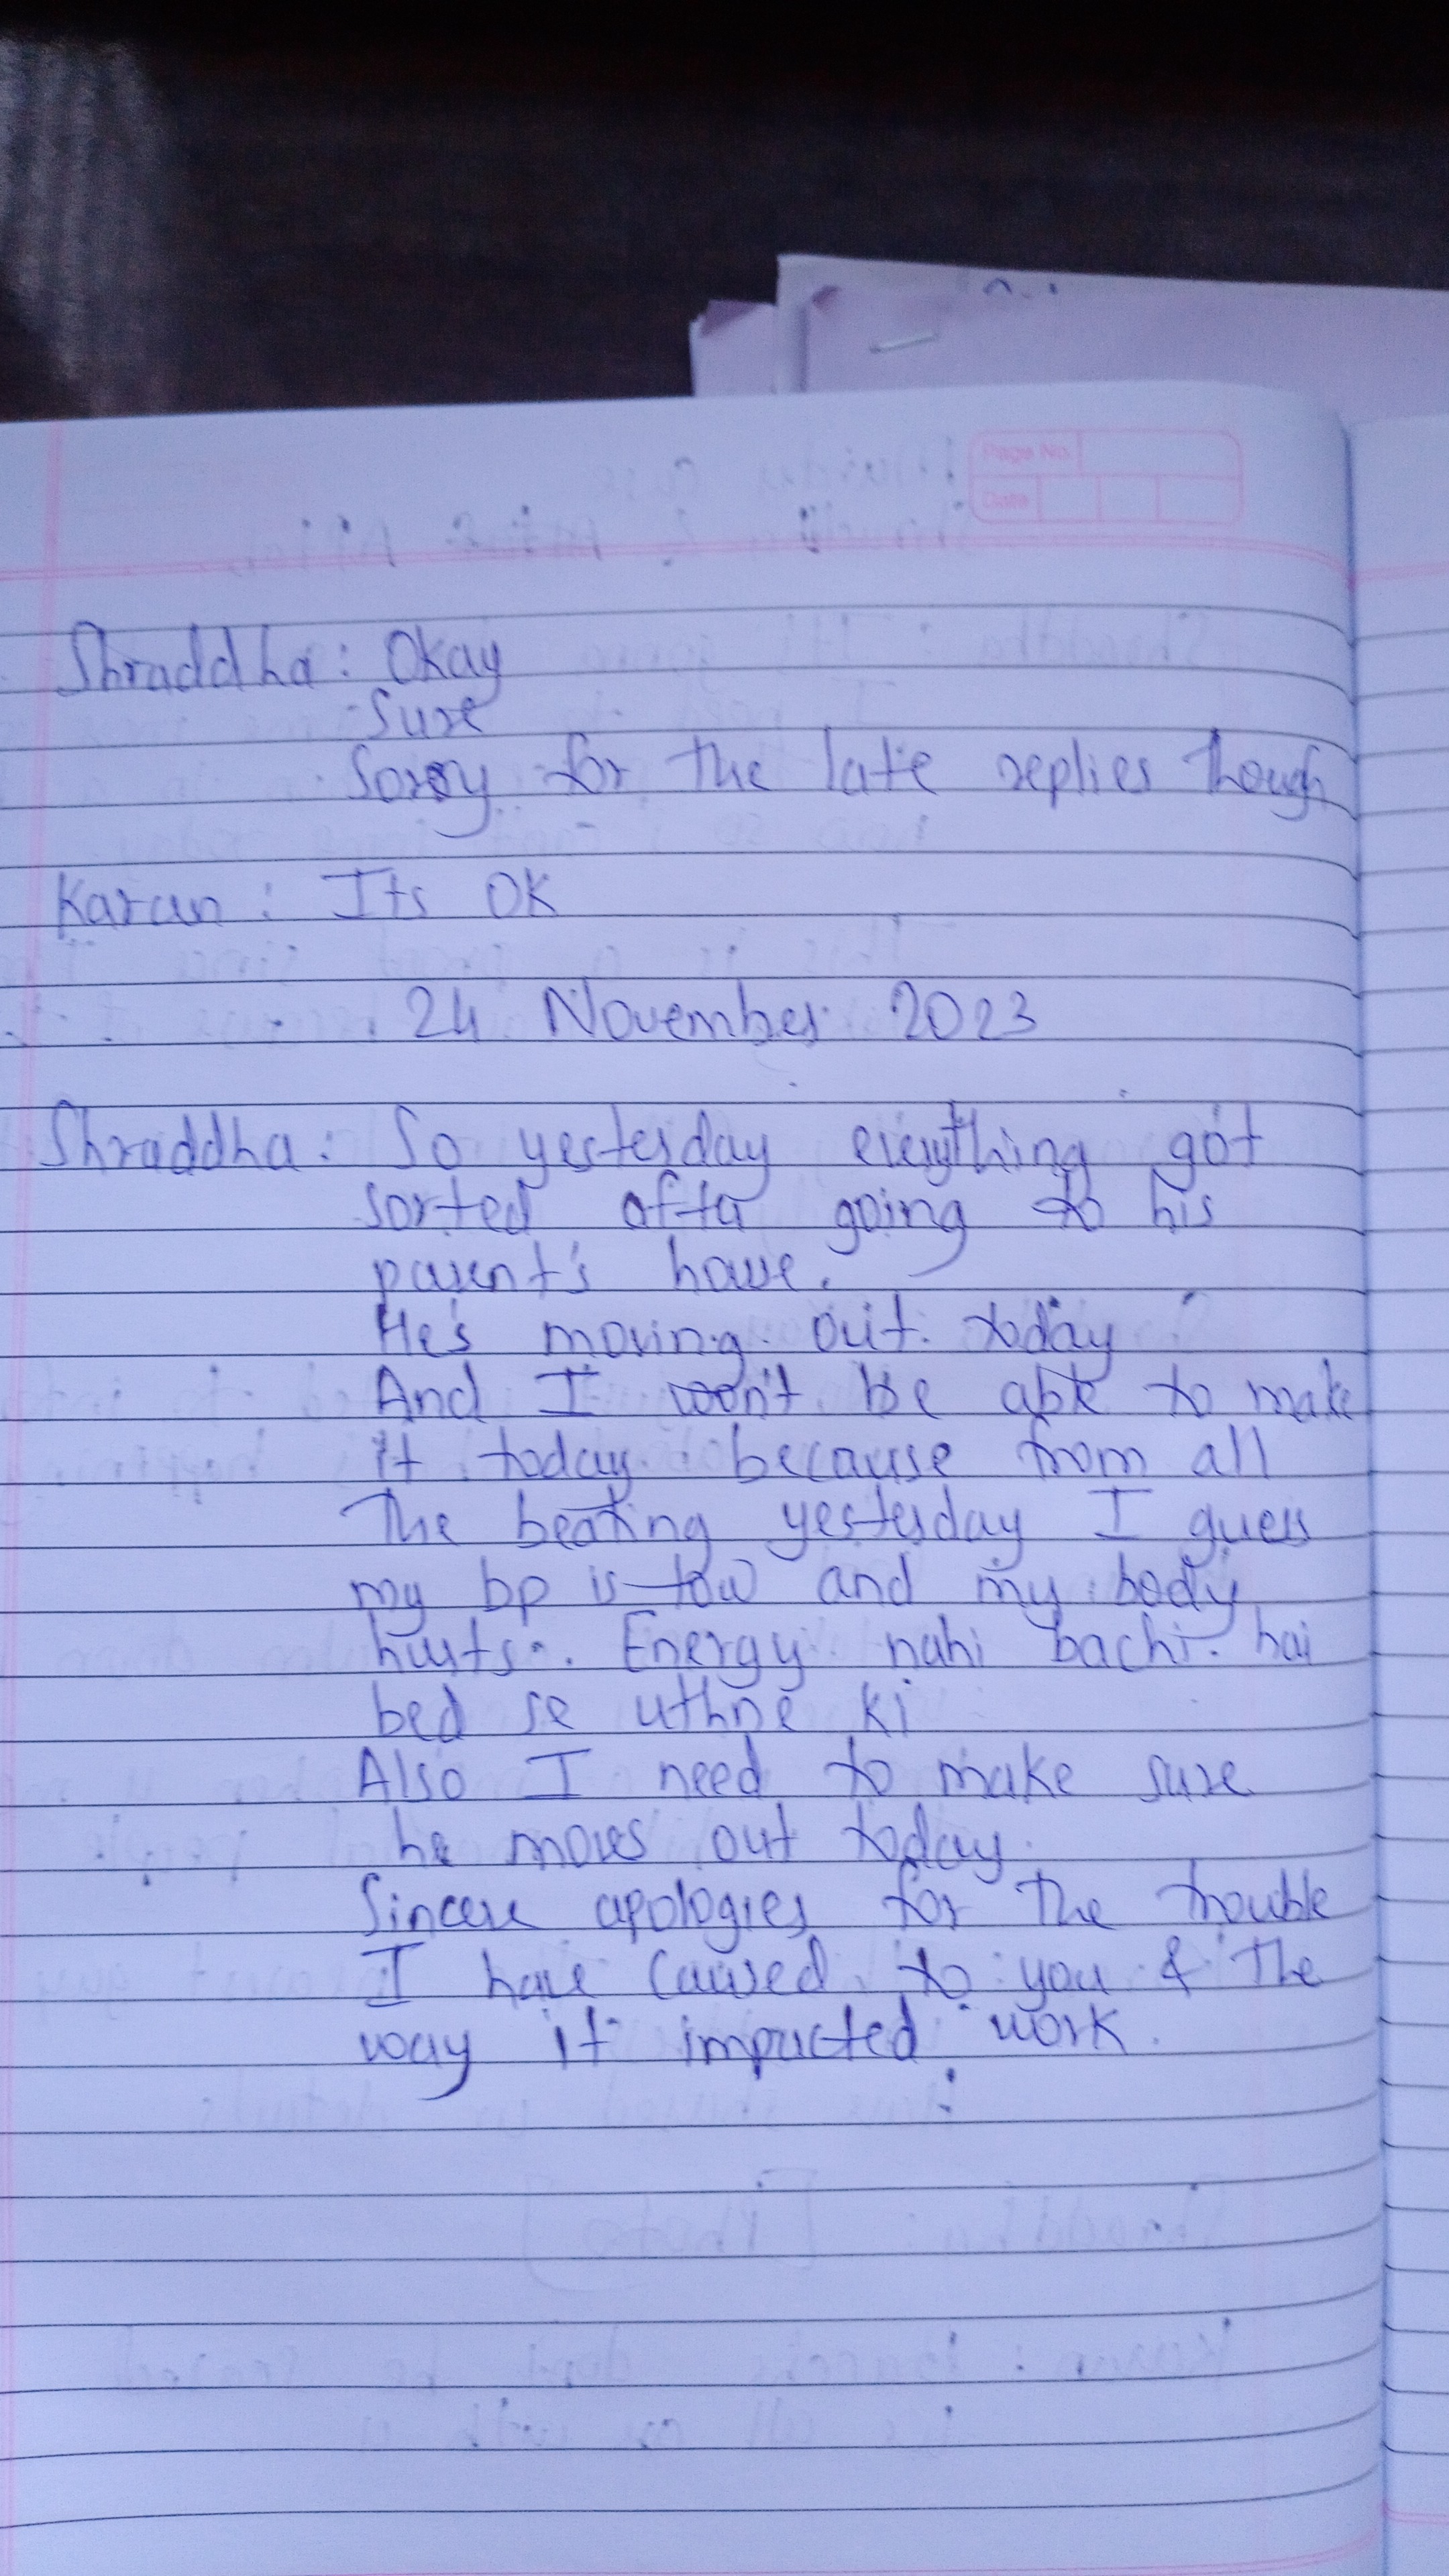 Page No.
Date
Shraddha : Okay
Sure
Sorry for the late replies though
Karan : Its OK
24 November 2023
Shraddha : So yesterday everything got
sorted after going to his
parent's house.
He's moving out today
And I won't be able to make
it today because from all
the beating yesterday I guess
my bp is low and my body
hurts. Energy nahi bachi hai
bed se uthne ki
Also I need to make sure
he moves out today.
Sincere apologies for the trouble
I have caused to you & the
way it impacted work.